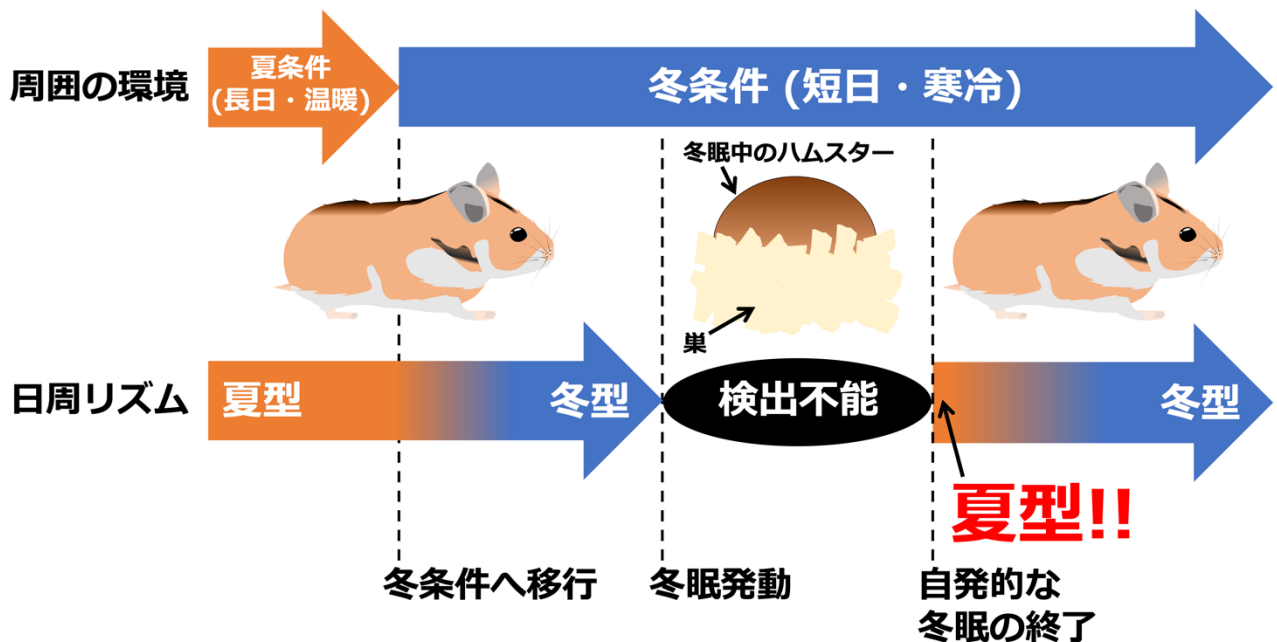 周囲の環境
夏条件
(長日・温暖)
冬条件 (短日・寒冷)
冬眠中のハムスター
巣
日周リズム
夏型
冬型
検出不能
冬型
夏型!!
冬条件へ移行
冬眠発動
自発的な
冬眠の終了